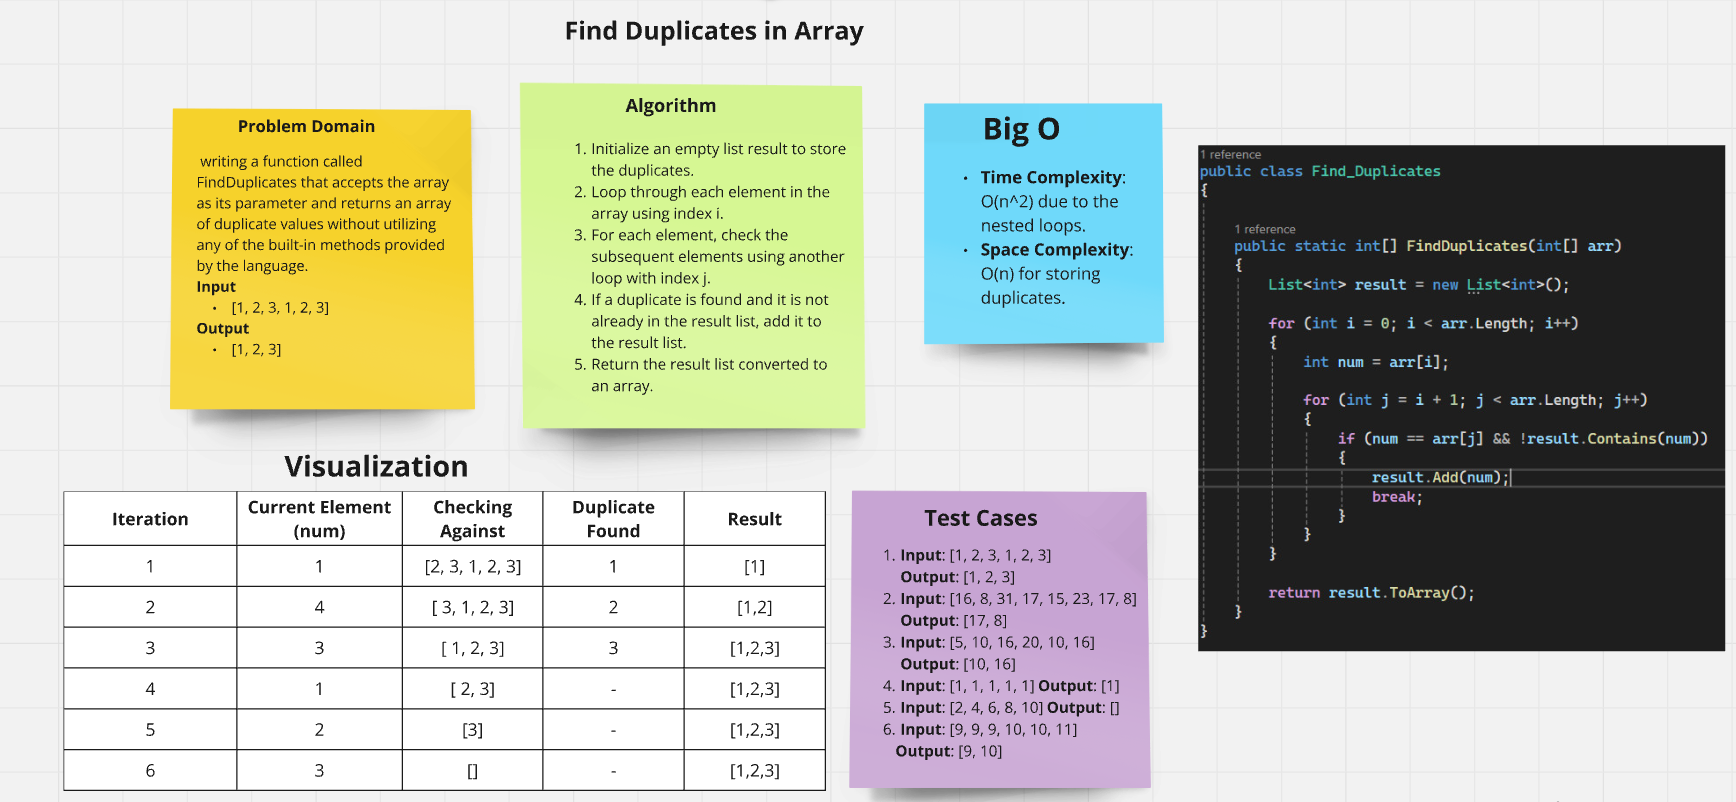 Find Duplicates in Array
Problem Domain
writing a function called
FindDuplicates that accepts the array
as its parameter and returns an array
of duplicate values without utilizing
any of the built-in methods provided
by the language.
Input
• [1, 2, 3, 1, 2, 3]
Output
• [1, 2, 3]
Algorithm
1. Initialize an empty list result to store
the duplicates.
2. Loop through each element in the
array using index i.
3. For each element, check the
subsequent elements using another
loop with index j.
4. If a duplicate is found and it is not
already in the result list, add it to
the result list.
5. Return the result list converted to
an array.
Big O
• Time Complexity:
O(n^2) due to the
nested loops.
• Space Complexity:
O(n) for storing
duplicates.
1 reference
public class Find_Duplicates
{
1 reference
public static int[] FindDuplicates(int[] arr)
{
List<int> result = new List<int>();
for (int i = 0; i < arr.Length; i++)
{
int num = arr[i];
for (int j = i + 1; j < arr.Length; j++)
{
if (num == arr[j] && !result.Contains(num))
{
result.Add(num);
break;
}
}
}
return result.ToArray();
}
}
Visualization
Iteration | Current Element (num) | Checking Against | Duplicate Found | Result
1 | 1 | [2, 3, 1, 2, 3] | 1 | [1]
2 | 4 | [ 3, 1, 2, 3] | 2 | [1,2]
3 | 3 | [ 1, 2, 3] | 3 | [1,2,3]
4 | 1 | [ 2, 3] | - | [1,2,3]
5 | 2 | [3] | - | [1,2,3]
6 | 3 | [] | - | [1,2,3]
Test Cases
1. Input: [1, 2, 3, 1, 2, 3]
Output: [1, 2, 3]
2. Input: [16, 8, 31, 17, 15, 23, 17, 8]
Output: [17, 8]
3. Input: [5, 10, 16, 20, 10, 16]
Output: [10, 16]
4. Input: [1, 1, 1, 1, 1] Output: [1]
5. Input: [2, 4, 6, 8, 10] Output: []
6. Input: [9, 9, 9, 10, 10, 11]
Output: [9, 10]